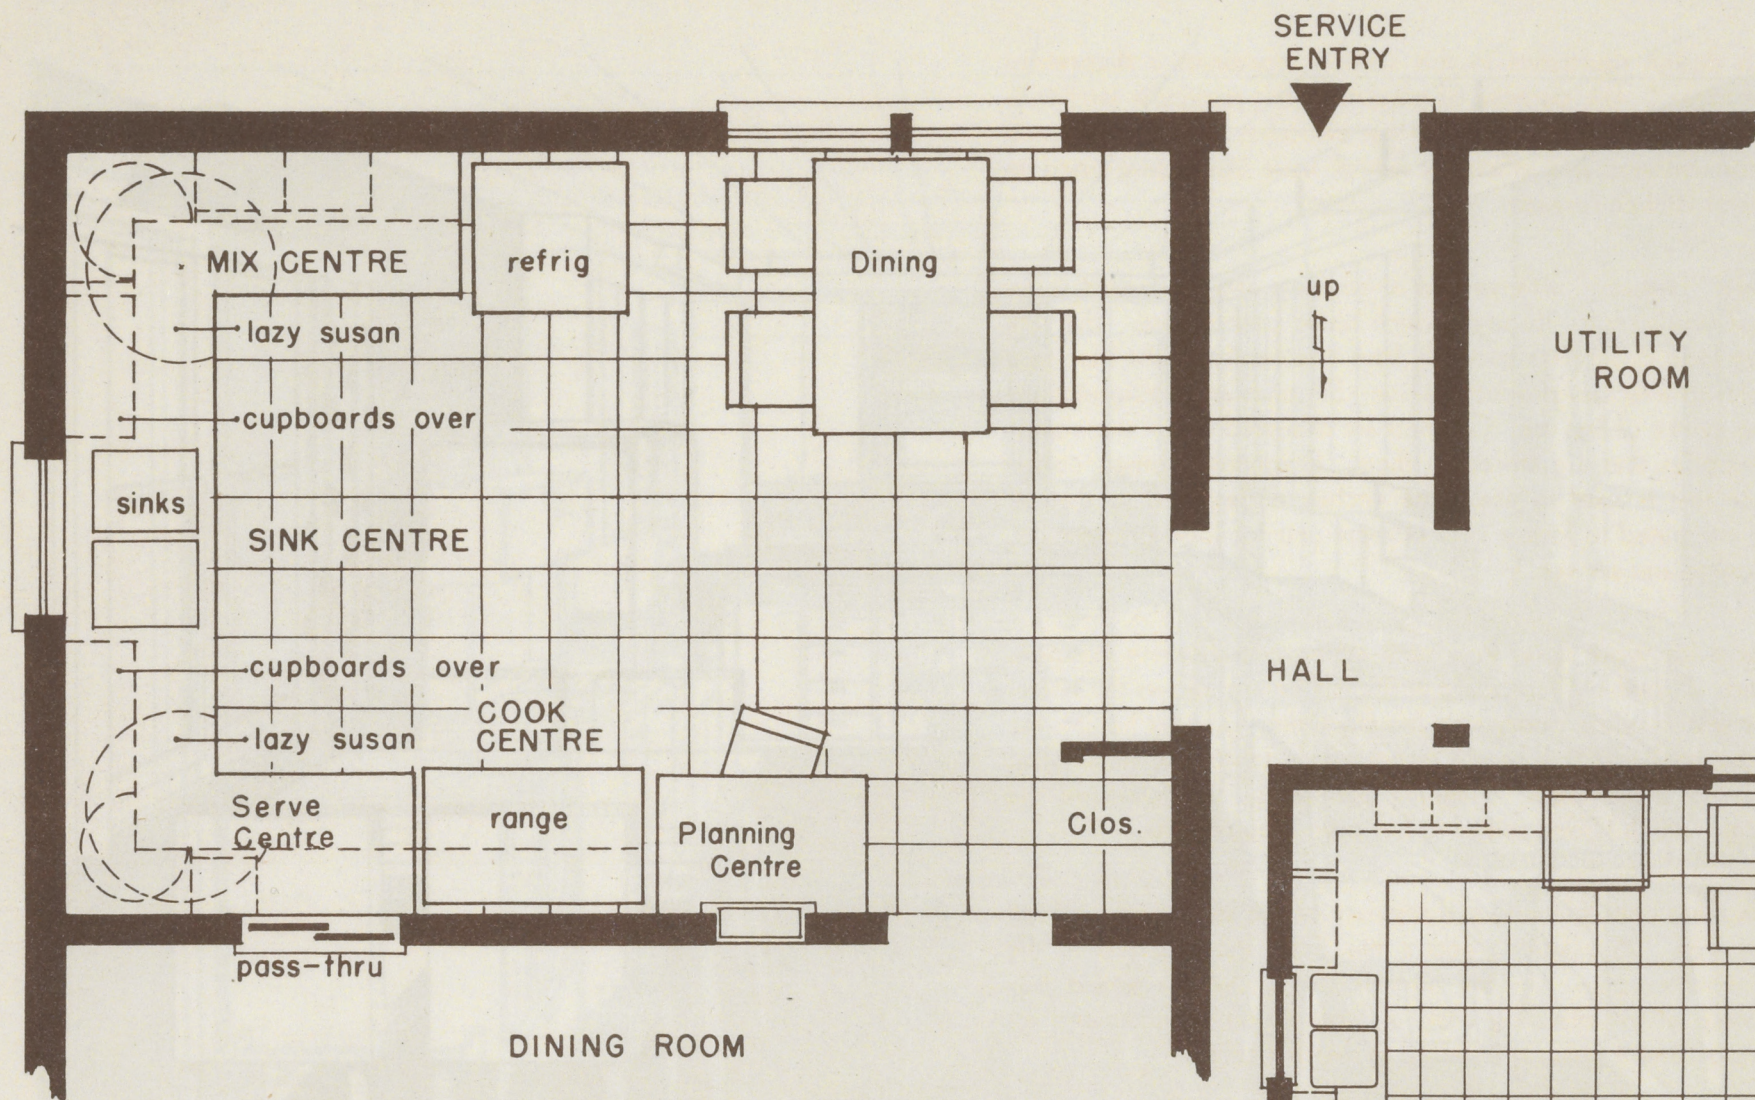 SERVICE
ENTRY
MIX CENTRE
refrig
Dining
up
lazy susan
UTILITY
ROOM
cupboards over
sinks
SINK CENTRE
cupboards over
HALL
COOK
CENTRE
lazy susan
Serve
Centre
range
Planning
Centre
Clos.
pass-thru
DINING ROOM